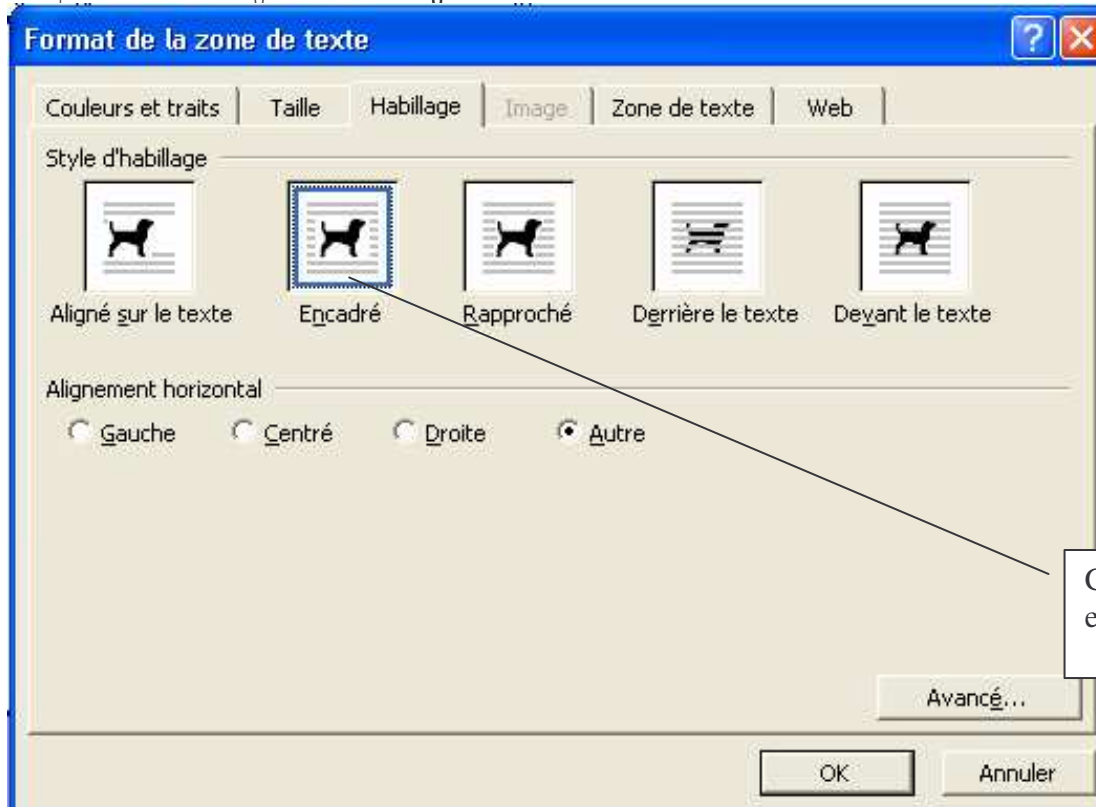 Format de la zone de texte
Couleurs et traits Taille Habillage Image Zone de texte Web
Style d'habillage
Aligné sur le texte Encadré Rapproché Derrière le texte Devant le texte
Alignement horizontal
Gauche Centré Droite Autre
Avancé...
OK Annuler